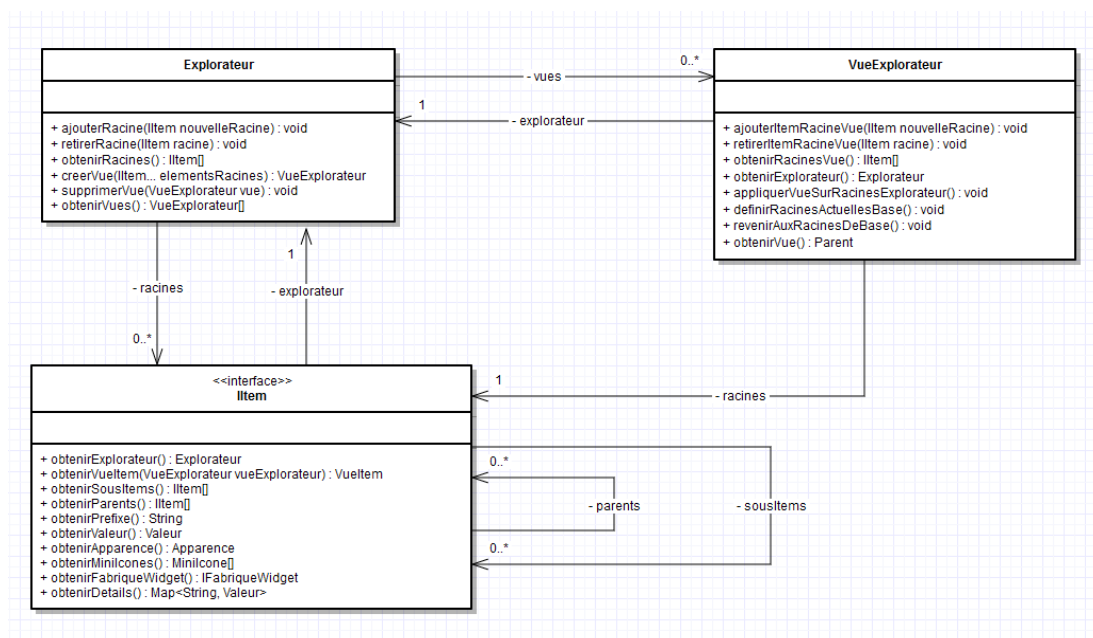 Explorateur
+ ajouterRacine(IItem nouvelleRacine) : void
+ retirerRacine(IItem racine) : void
+ obtenirRacines() : IItem[]
+ creerVue(IItem... elementsRacines) : VueExplorateur
+ supprimerVue(VueExplorateur vue) : void
+ obtenirVues() : VueExplorateur[]
0..*
- vues
1
- explorateur
VueExplorateur
+ ajouterItemRacineVue(IItem nouvelleRacine) : void
+ retirerItemRacineVue(IItem racine) : void
+ obtenirRacinesVue() : IItem[]
+ obtenirExplorateur() : Explorateur
+ appliquerVueSurRacinesExplorateur() : void
+ definirRacinesActuellesBase() : void
+ revenirAuxRacinesDeBase() : void
+ obtenirVue() : Parent
1
- racines
- explorateur
0..*
<<interface>>
IItem
+ obtenirExplorateur() : Explorateur
+ obtenirVueItem(VueExplorateur vueExplorateur) : VueItem
+ obtenirSousItems() : IItem[]
+ obtenirParents() : IItem[]
+ obtenirPrefixe() : String
+ obtenirValeur() : Valeur
+ obtenirApparence() : Apparence
+ obtenirMiniIcones() : MiniIcone[]
+ obtenirFabriqueWidget() : IFabriqueWidget
+ obtenirDetails() : Map<String, Valeur>
1
- racines
0..*
- parents
- sousItems
0..*